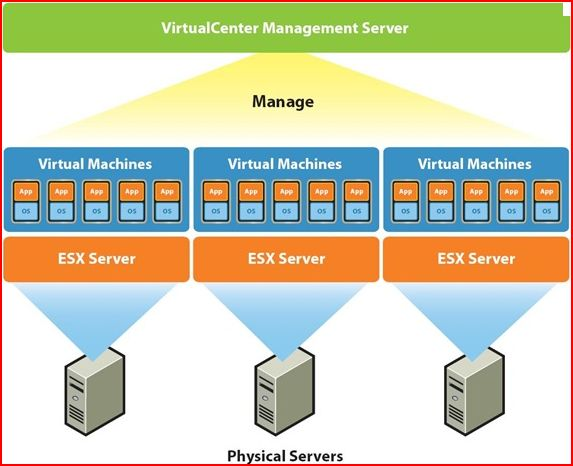 VirtualCenter Management Server
Manage
Virtual Machines Virtual Machines Virtual Machines
App App App App App App App App App App App App App App App
OS OS OS OS OS OS OS OS OS OS OS OS OS OS OS
ESX Server ESX Server ESX Server
Physical Servers